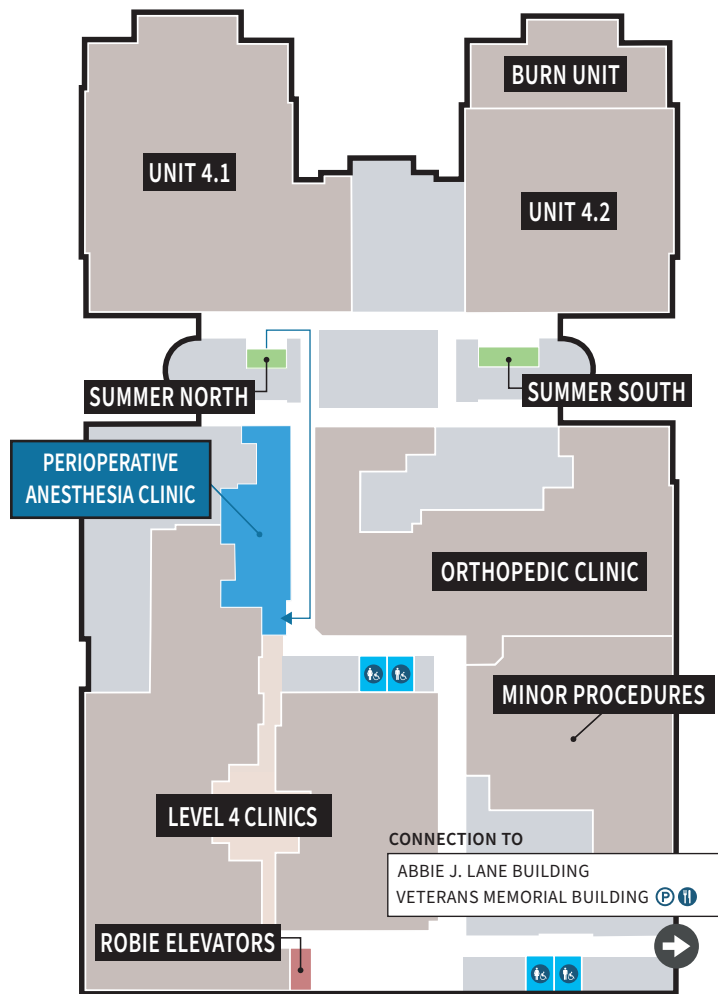 BURN UNIT
UNIT 4.1
UNIT 4.2
SUMMER NORTH
SUMMER SOUTH
PERIOPERATIVE
ANESTHESIA CLINIC
ORTHOPEDIC CLINIC
MINOR PROCEDURES
LEVEL 4 CLINICS
CONNECTION TO
ABBIE J. LANE BUILDING
VETERANS MEMORIAL BUILDING P
ROBIE ELEVATORS